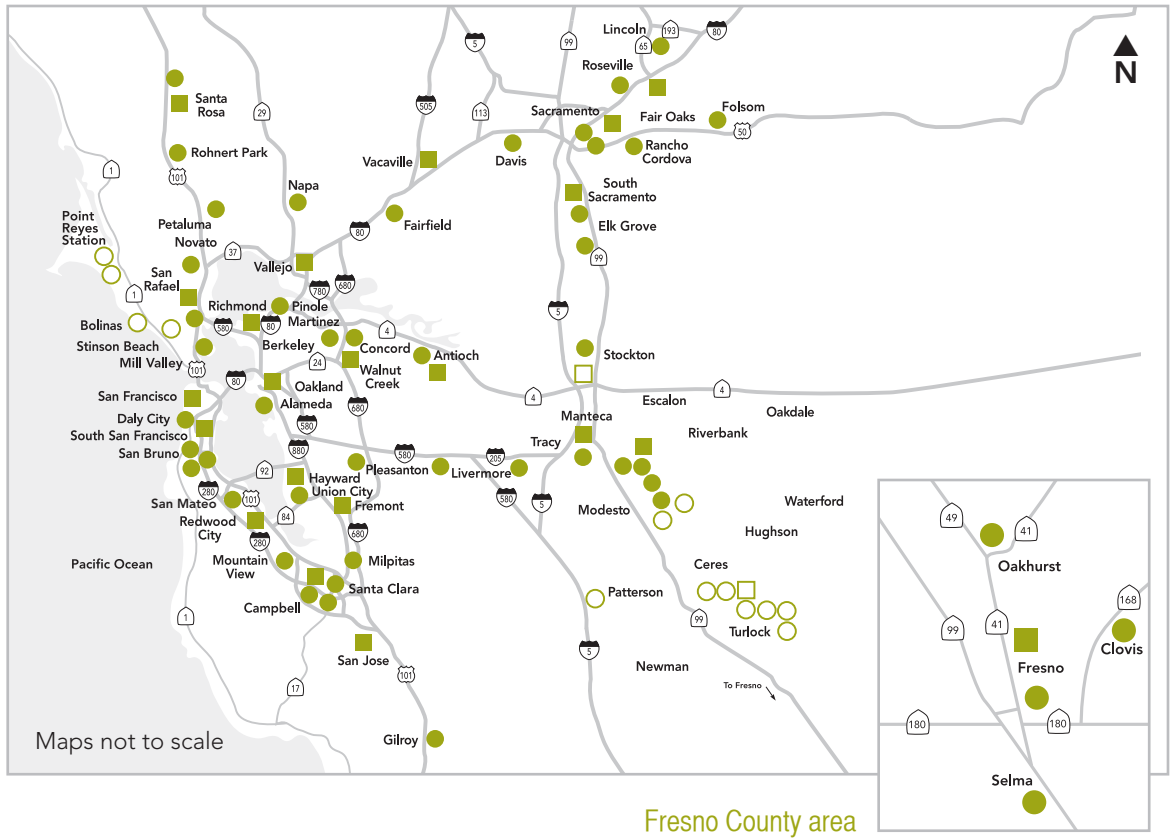 Lincoln
193
80
5
99
65
Roseville
N
505
29
113
Santa
Rosa
Sacramento
Fair Oaks
Folsom
50
Rohnert Park
Vacaville
Davis
Rancho
Cordova
1
101
Napa
South
Sacramento
Point
Reyes
Station
Petaluma
Fairfield
Elk Grove
80
Novato
37
99
San
Rafael
Vallejo
780
680
1
Richmond
Pinole
5
Bolinas
580
80
Martinez
4
Stinson Beach
Berkeley
Concord
Antioch
Stockton
Mill Valley
101
24
Walnut
Creek
80
San Francisco
Oakland
4
4
Escalon
Alameda
680
Oakdale
Daly City
580
Manteca
South San Francisco
Riverbank
San Bruno
880
580
205
Tracy
92
Pleasanton
Livermore
Hayward
280
101
Union City
580
5
Waterford
San Mateo
Fremont
Modesto
Redwood
City
84
680
Hughson
280
Pacific Ocean
Mountain
View
Milpitas
Ceres
Santa Clara
Patterson
Campbell
1
99
Turlock
5
San Jose
Newman
101
17
To Fresno
Maps not to scale
Gilroy
49
41
Oakhurst
168
99
41
Clovis
Fresno
180
180
Selma
Fresno County area